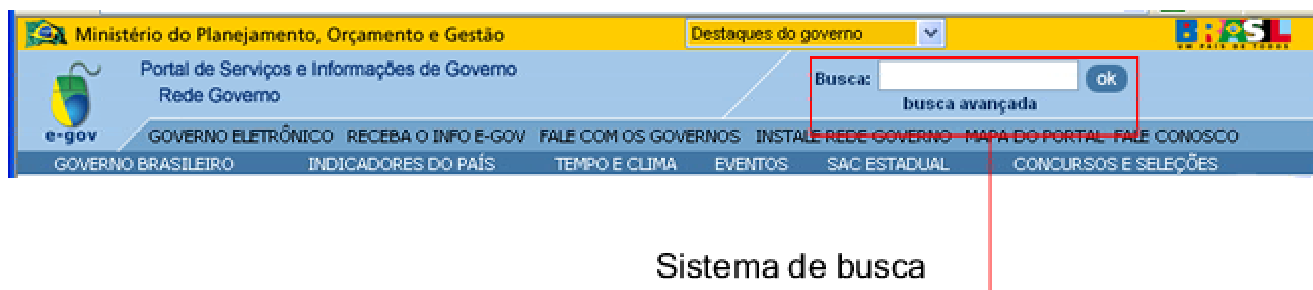 Ministério do Planejamento, Orçamento e Gestão Destaques do governo BRASIL
UM PAÍS DE TODOS
Portal de Serviços e Informações de Governo
Rede Governo
Busca: ok
busca avançada
e-gov GOVERNO ELETRÔNICO RECEBA O INFO E-GOV FALE COM OS GOVERNOS INSTALE REDE GOVERNO MAPA DO PORTAL FALE CONOSCO
GOVERNO BRASILEIRO INDICADORES DO PAÍS TEMPO E CLIMA EVENTOS SAC ESTADUAL CONCURSOS E SELEÇÕES
Sistema de busca